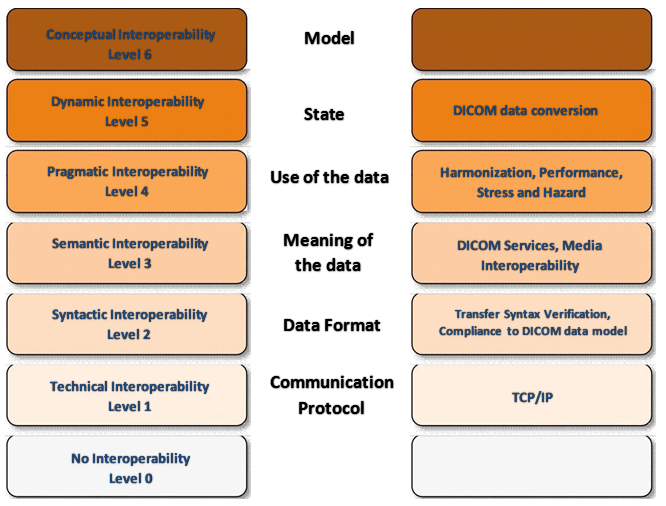 Conceptual Interoperability
Level 6
Model
Dynamic Interoperability
Level 5
State
DICOM data conversion
Pragmatic Interoperability
Level 4
Use of the data
Harmonization, Performance,
Stress and Hazard
Semantic Interoperability
Level 3
Meaning of
the data
DICOM Services, Media
Interoperability
Syntactic Interoperability
Level 2
Data Format
Transfer Syntax Verification,
Compliance to DICOM data model
Technical Interoperability
Level 1
Communication
Protocol
TCP/IP
No Interoperability
Level 0